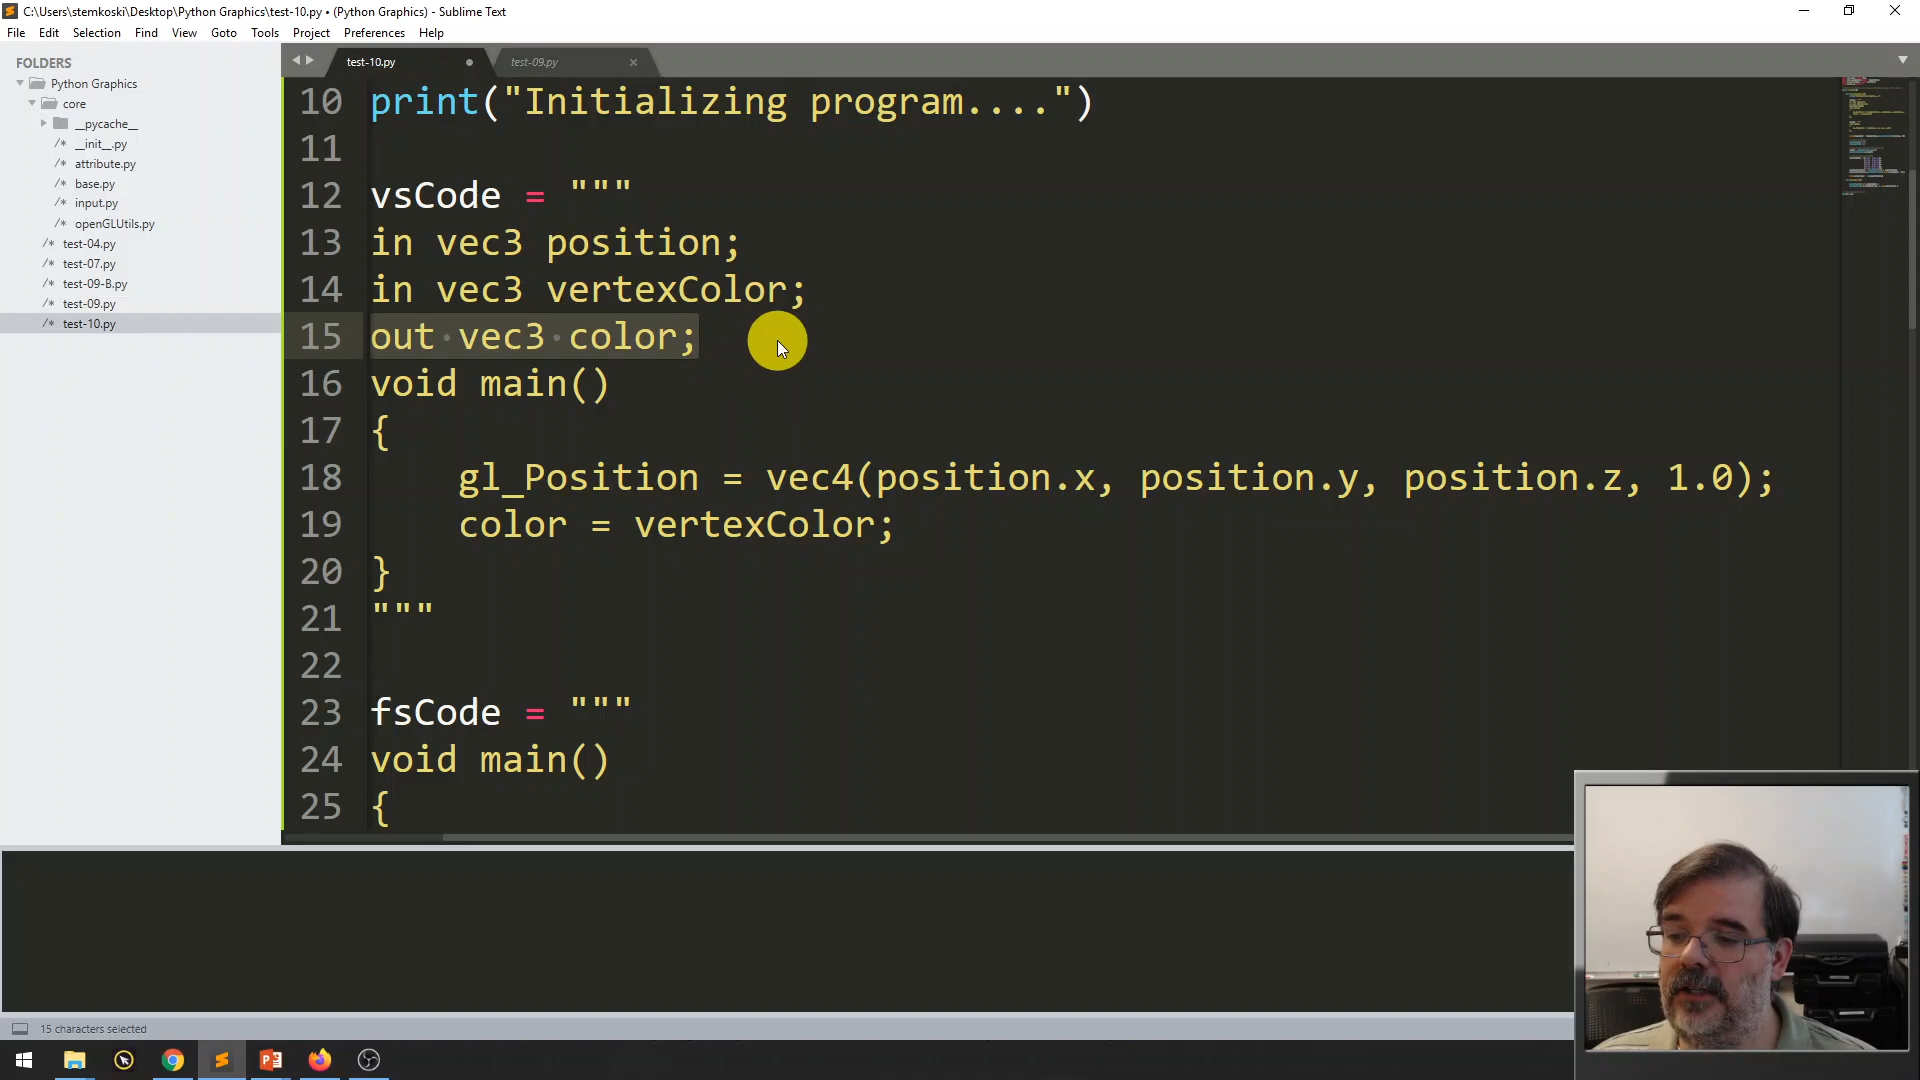 C:\Users\stemkoski\Desktop\Python Graphics\test-10.py • (Python Graphics) - Sublime Text
File Edit Selection Find View Goto Tools Project Preferences Help
FOLDERS
Python Graphics
core
__pycache__
/* __init__.py
/* attribute.py
/* base.py
/* input.py
/* openGLUtils.py
/* test-04.py
/* test-07.py
/* test-09-B.py
/* test-09.py
/* test-10.py
test-10.py test-09.py
10 print("Initializing program....")
11
12 vsCode = """
13 in vec3 position;
14 in vec3 vertexColor;
15 out vec3 color;
16 void main()
17 {
18 gl_Position = vec4(position.x, position.y, position.z, 1.0);
19 color = vertexColor;
20 }
21 """
22
23 fsCode = """
24 void main()
25 {
15 characters selected